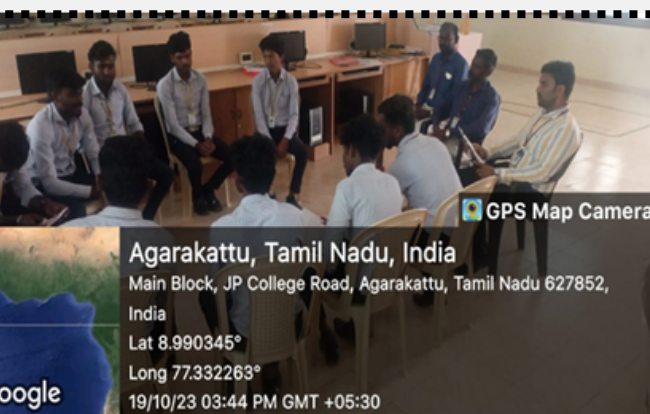 GPS Map Camera
Agarakattu, Tamil Nadu, India
Main Block, JP College Road, Agarakattu, Tamil Nadu 627852,
India
Lat 8.990345°
Long 77.332263°
oogle
19/10/23 03:44 PM GMT +05:30